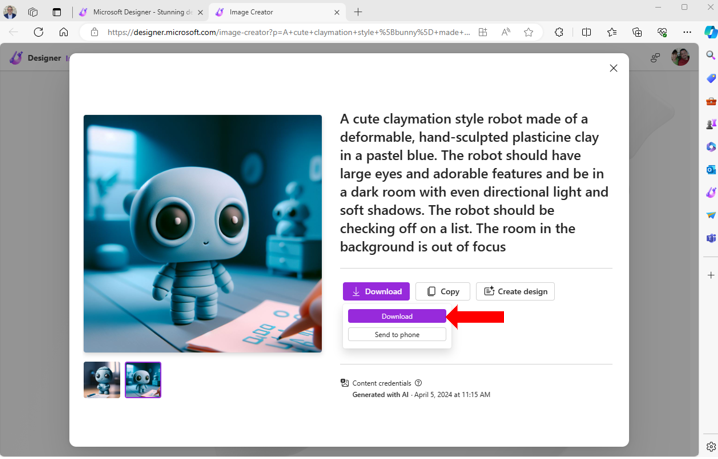 Microsoft Designer - Stunning de
Image Creator
https://designer.microsoft.com/image-creator?p=A+cute+claymation+style+%5Bbunny%5D+made+...
Designer
A cute claymation style robot made of a
deformable, hand-sculpted plasticine clay
in a pastel blue. The robot should have
large eyes and adorable features and be in
a dark room with even directional light and
soft shadows. The robot should be
checking off on a list. The room in the
background is out of focus
Download
Copy
Create design
Download
Send to phone
Content credentials
Generated with AI · April 5, 2024 at 11:15 AM